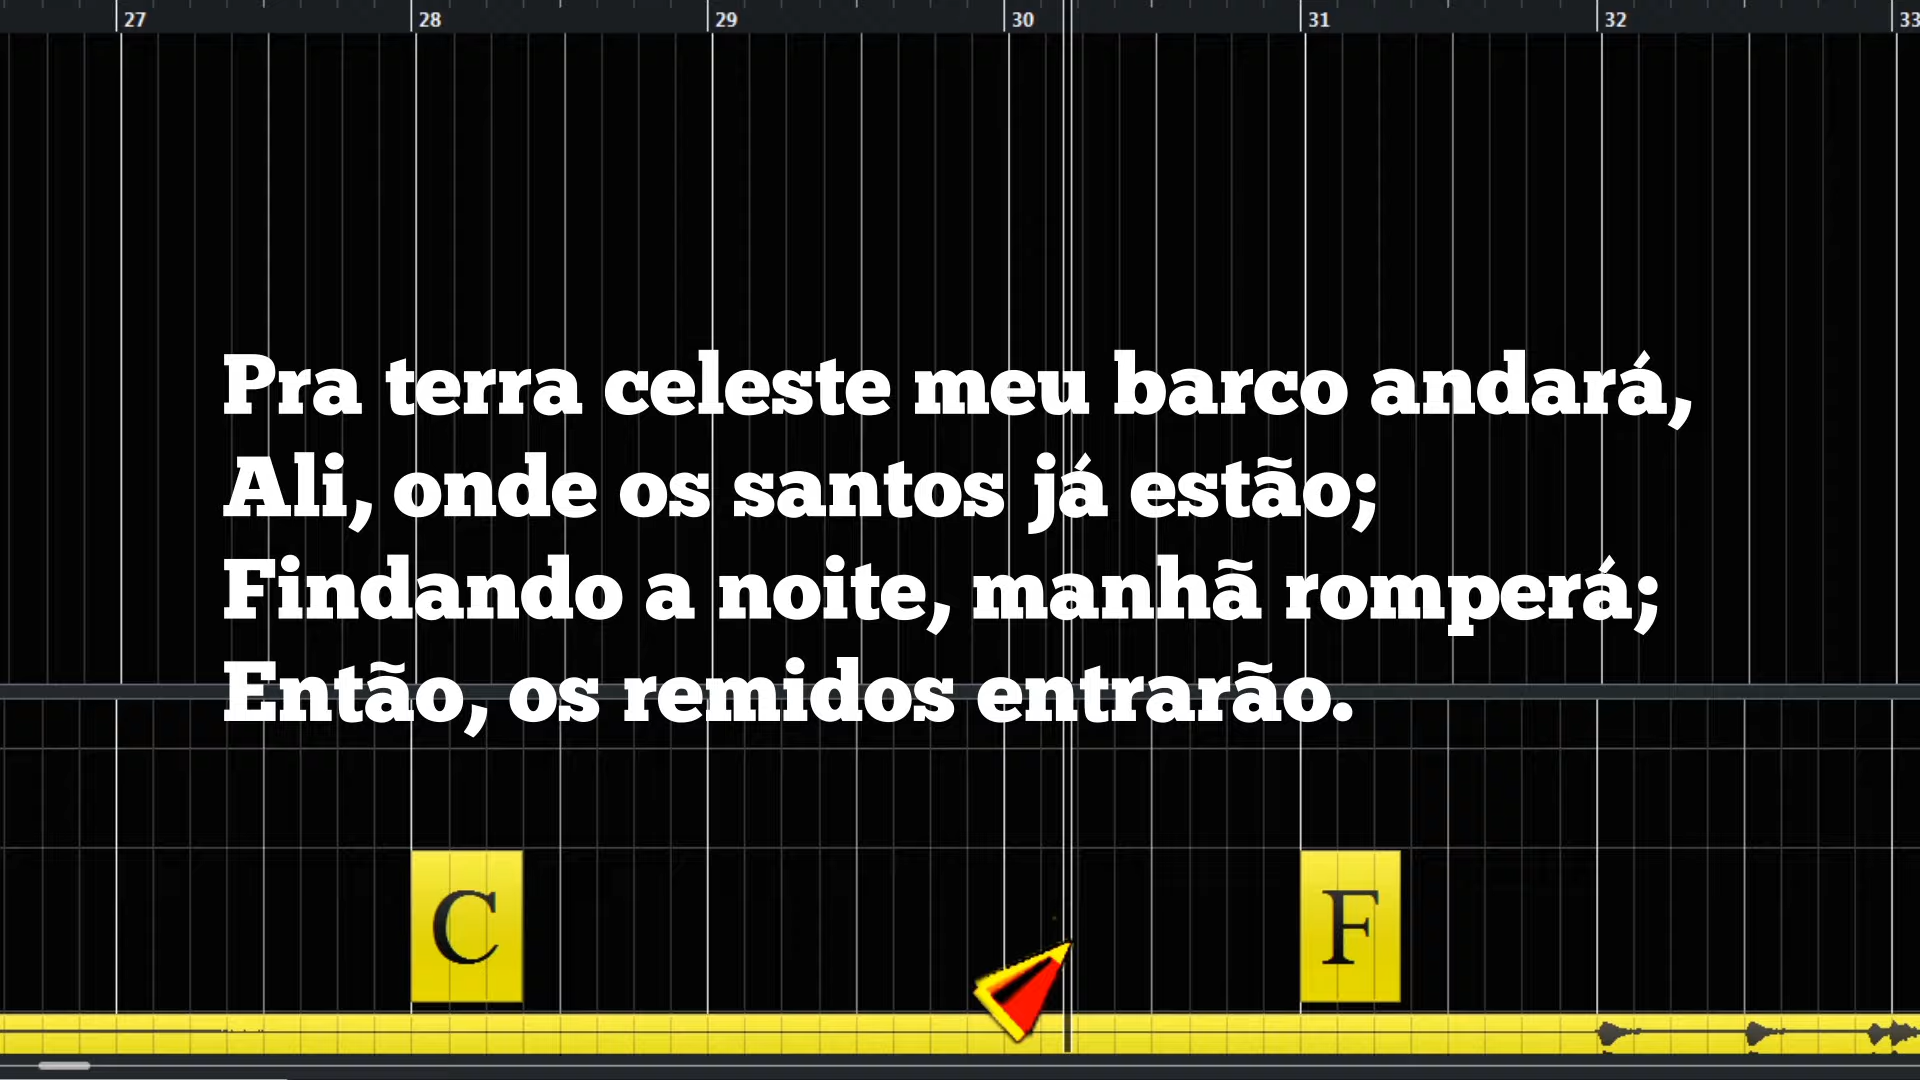 27 28 29 30 31 32 33
Pra terra celeste meu barco andará,
Ali, onde os santos já estão;
Findando a noite, manhã romperá;
Então, os remidos entrarão.
C F